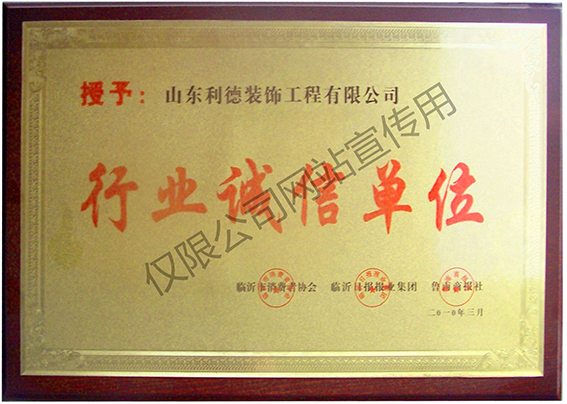 授予：山东利德装饰工程有限公司
行业诚信单位
临沂市消费者协会 临沂日报报业集团 鲁南商报社
二〇一〇年三月
仅限公司网站宣传用